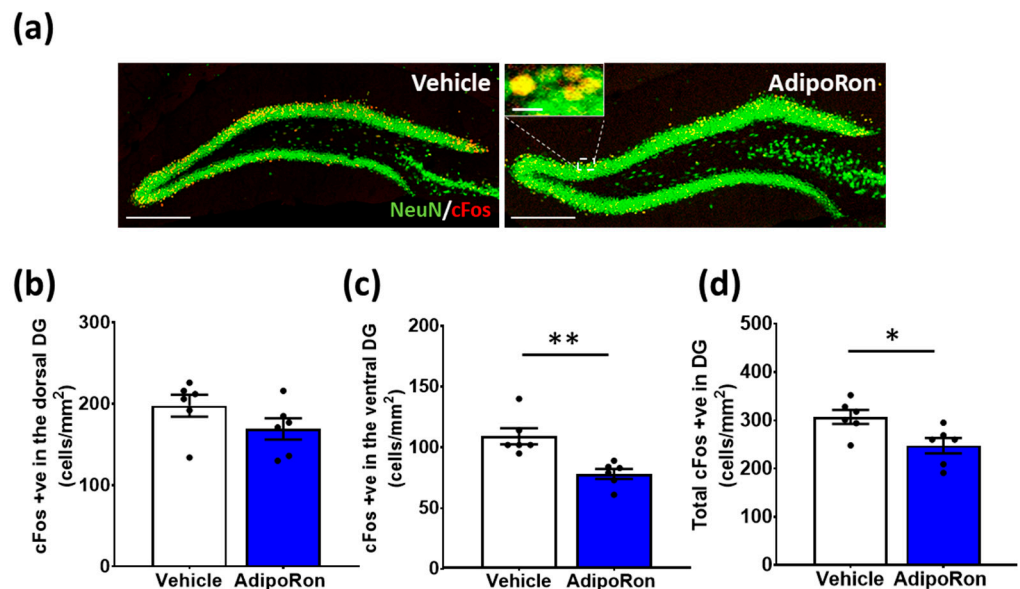 (a)
Vehicle
AdipoRon
NeuN/cFos
(b)
(c)
(d)
cFos +ve in the dorsal DG
(cells/mm²)
300
200
100
0
Vehicle
AdipoRon
cFos +ve in the ventral DG
(cells/mm²)
200
150
100
50
0
**
Vehicle
AdipoRon
Total cFos +ve in DG
(cells/mm²)
500
400
300
200
100
0
*
Vehicle
AdipoRon